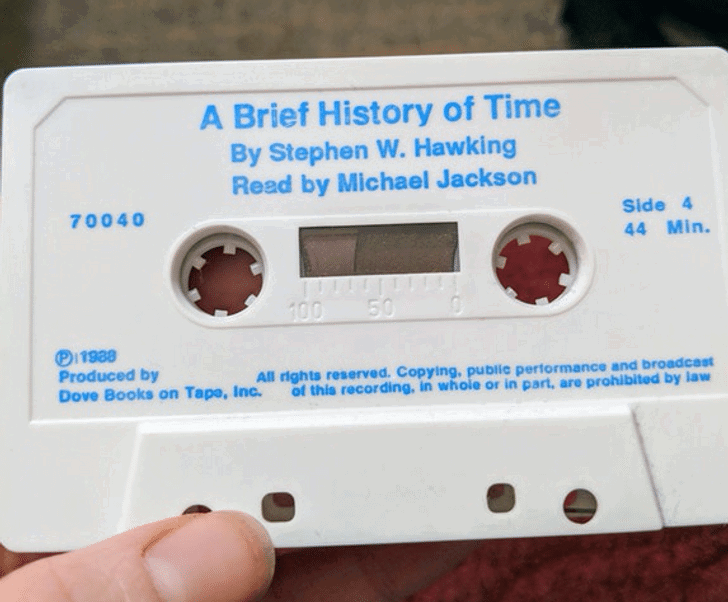 A Brief History of Time
By Stephen W. Hawking
Read by Michael Jackson
70040
Side 4
44 Min.
100 50 0
Ⓟ 1988
Produced by
Dove Books on Tape, Inc.
All rights reserved. Copying, public performance and broadcast
of this recording, in whole or in part, are prohibited by law